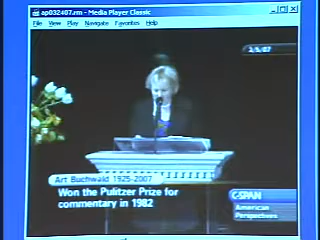 ap032407.rm - Media Player Classic
File View Play Navigate Favorites Help
3/5/07
Art Buchwald 1925-2007
Won the Pulitzer Prize for
commentary in 1982
C-SPAN
American
Perspectives